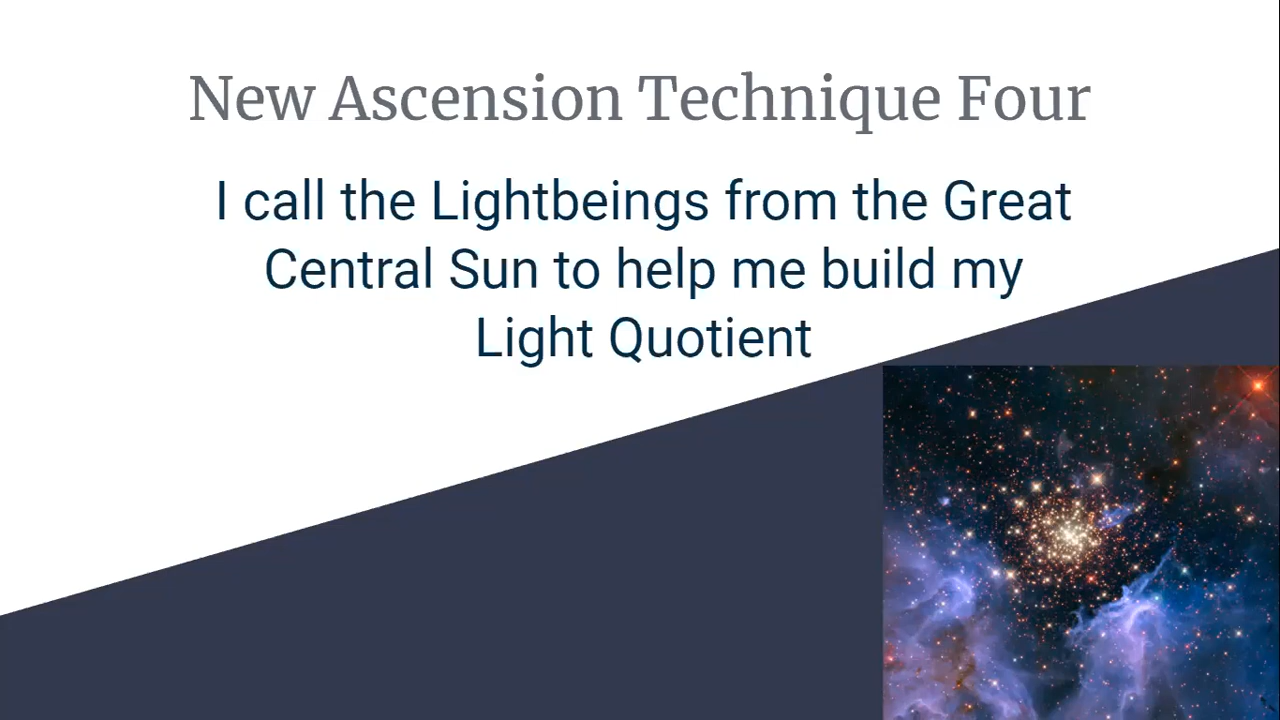 New Ascension Technique Four
I call the Lightbeings from the Great
Central Sun to help me build my
Light Quotient